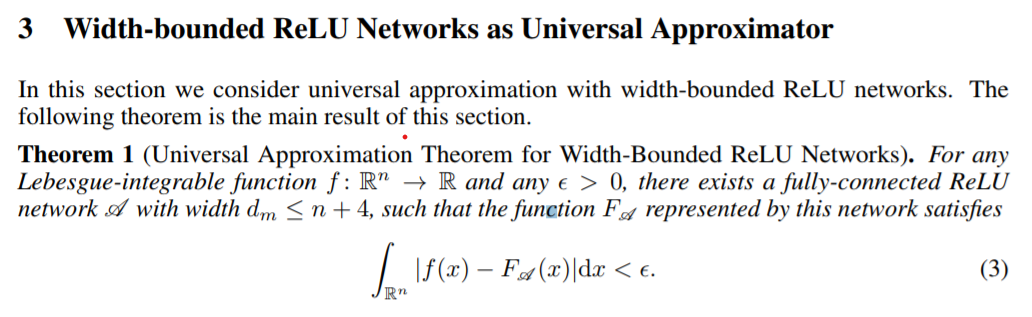 3 Width-bounded ReLU Networks as Universal Approximator
In this section we consider universal approximation with width-bounded ReLU networks. The
following theorem is the main result of this section.
Theorem 1 (Universal Approximation Theorem for Width-Bounded ReLU Networks). For any
Lebesgue-integrable function f: ℝⁿ → ℝ and any ϵ > 0, there exists a fully-connected ReLU
network 𝒜 with width dₘ ≤ n + 4, such that the function F_𝒜 represented by this network satisfies
∫_ℝⁿ |f(x) − F_𝒜(x)|dx < ϵ. (3)